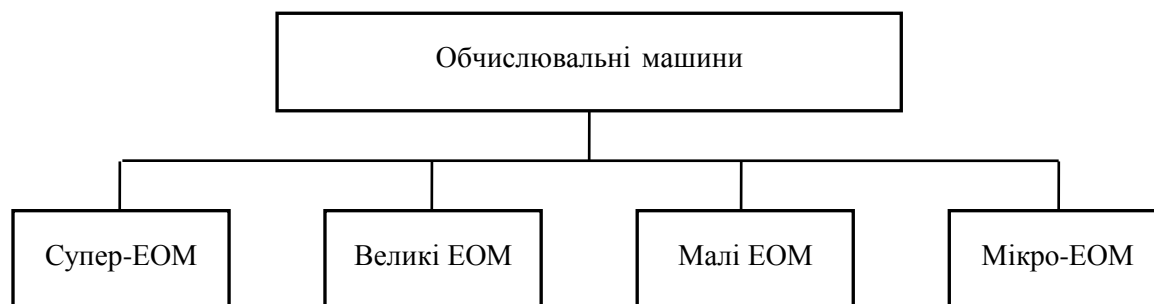 Обчислювальні машини
Супер-ЕОМ
Великі ЕОМ
Малі ЕОМ
Мікро-ЕОМ